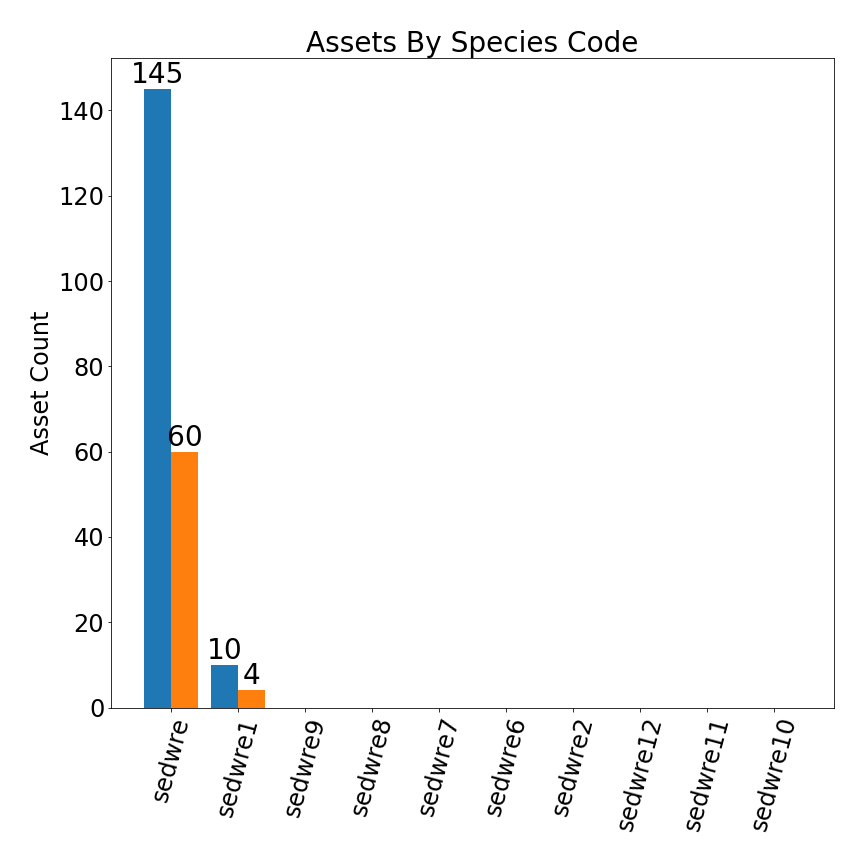 Assets By Species Code
Asset Count
140
120
100
80
60
40
20
0
145
60
10
4
sedwre
sedwre1
sedwre9
sedwre8
sedwre7
sedwre6
sedwre2
sedwre12
sedwre11
sedwre10